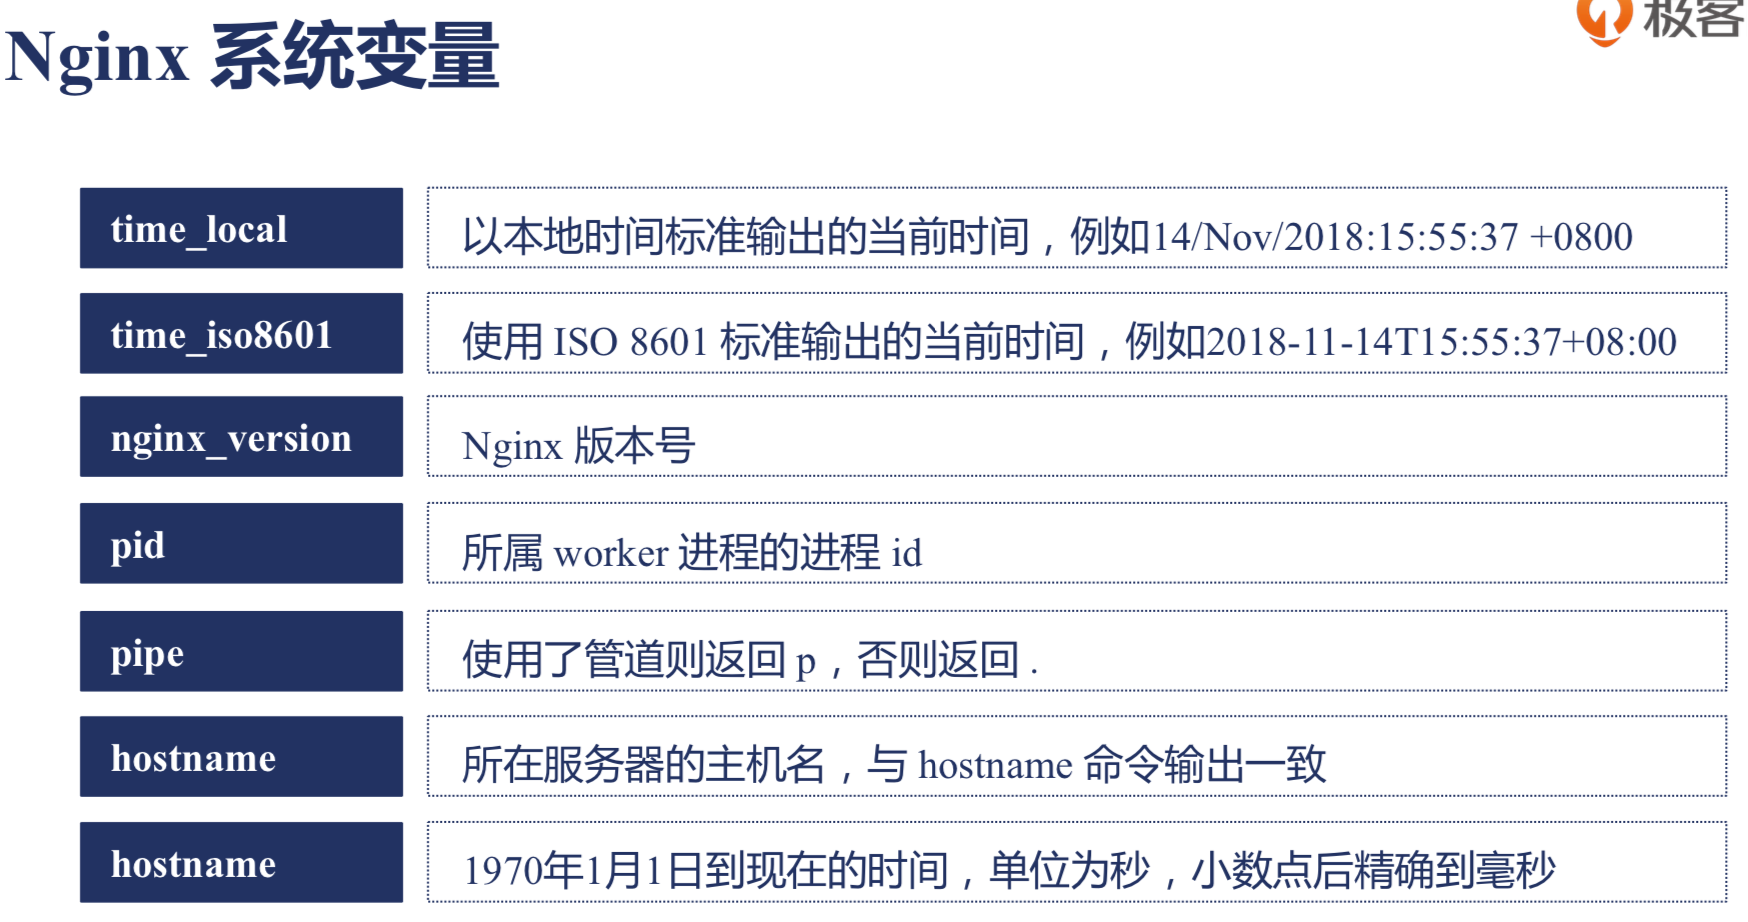 极客
Nginx 系统变量
time_local
以本地时间标准输出的当前时间，例如14/Nov/2018:15:55:37 +0800
time_iso8601
使用 ISO 8601 标准输出的当前时间，例如2018-11-14T15:55:37+08:00
nginx_version
Nginx 版本号
pid
所属 worker 进程的进程 id
pipe
使用了管道则返回 p，否则返回 .
hostname
所在服务器的主机名，与 hostname 命令输出一致
hostname
1970年1月1日到现在的时间，单位为秒，小数点后精确到毫秒